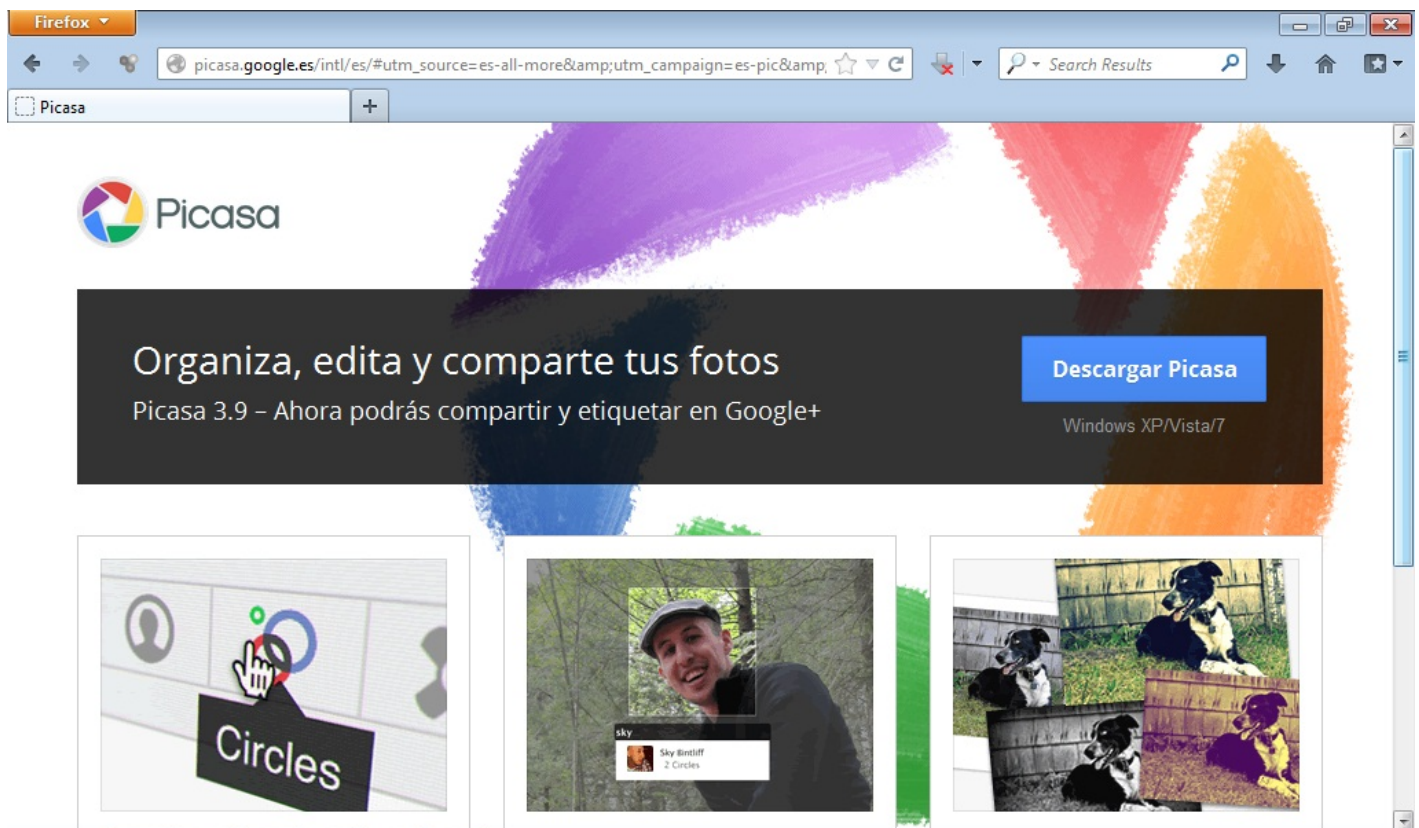 Firefox
picasa.google.es/intl/es/#utm_source=es-all-more&amp;utm_campaign=es-pic&amp;
Search Results
Picasa
Picasa
Organiza, edita y comparte tus fotos
Picasa 3.9 – Ahora podrás compartir y etiquetar en Google+
Descargar Picasa
Windows XP/Vista/7
Circles
sky
Sky Bintliff
2 Circles